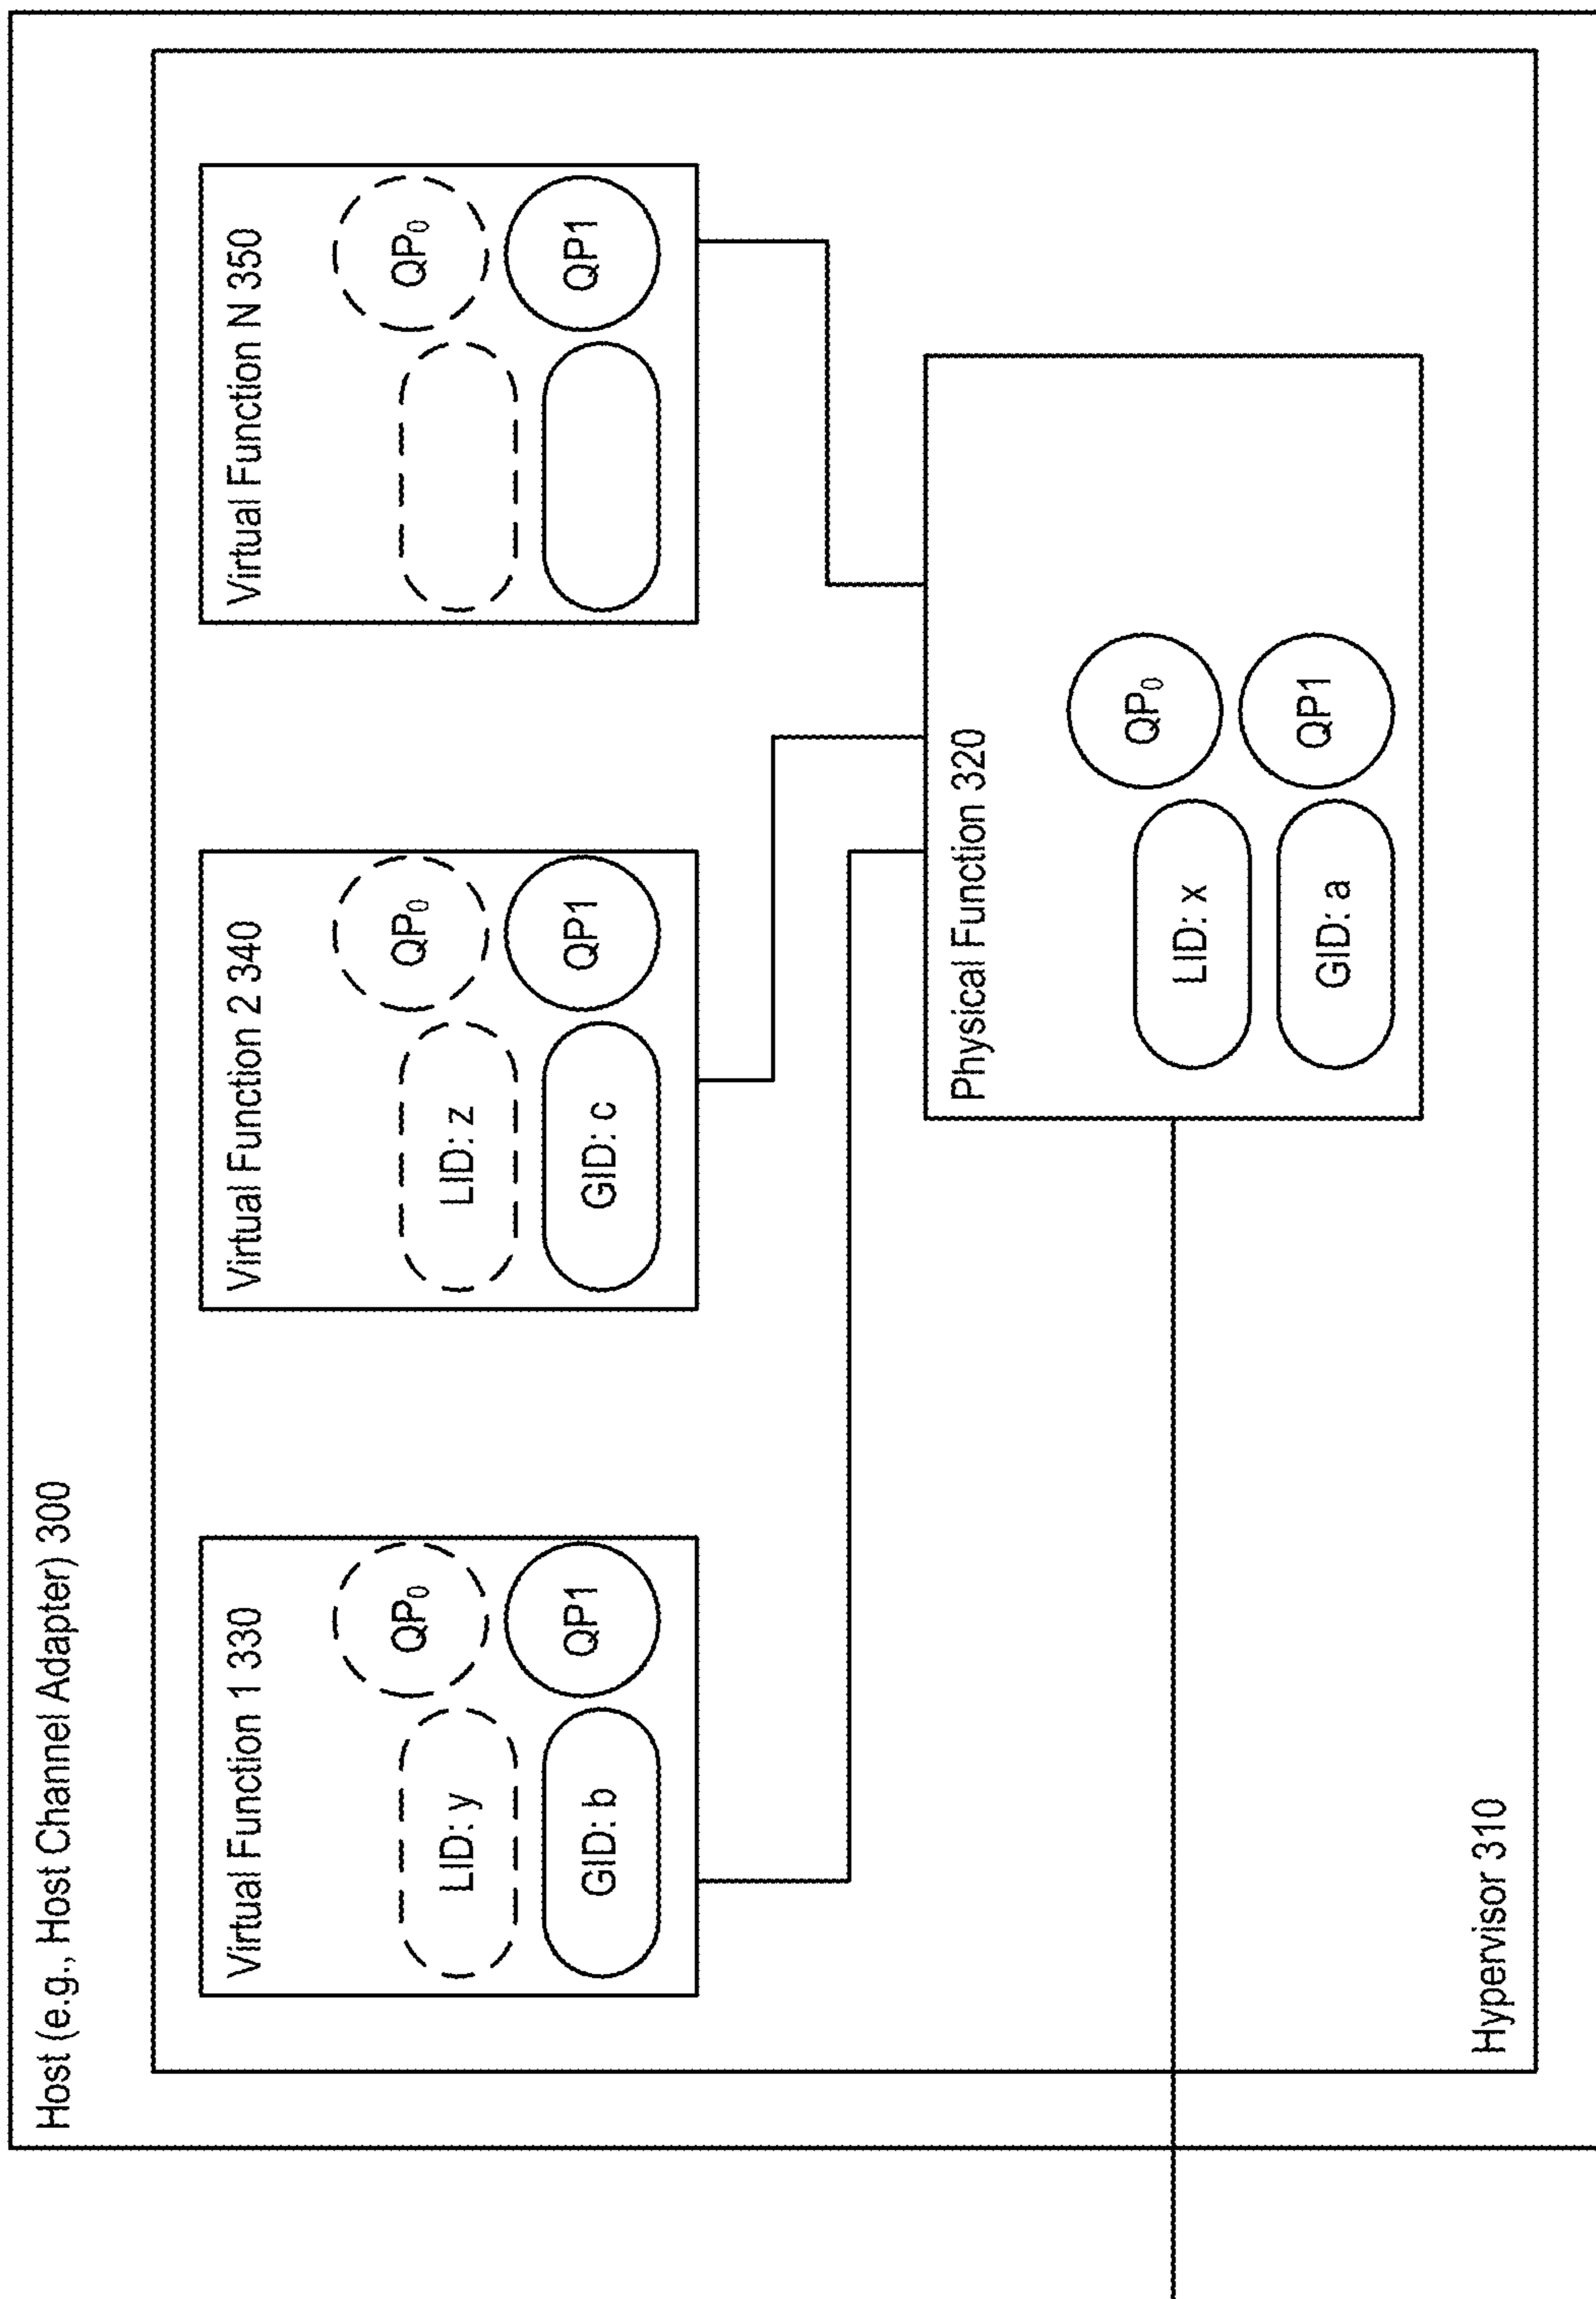 Host (e.g., Host Channel Adapter) 300
Virtual Function 1 330
LID: y
QP₀
GID: b
QP1
Virtual Function 2 340
LID: z
QP₀
GID: c
QP1
Virtual Function N 350
QP₀
QP1
Physical Function 320
LID: x
QP₀
GID: a
QP1
Hypervisor 310